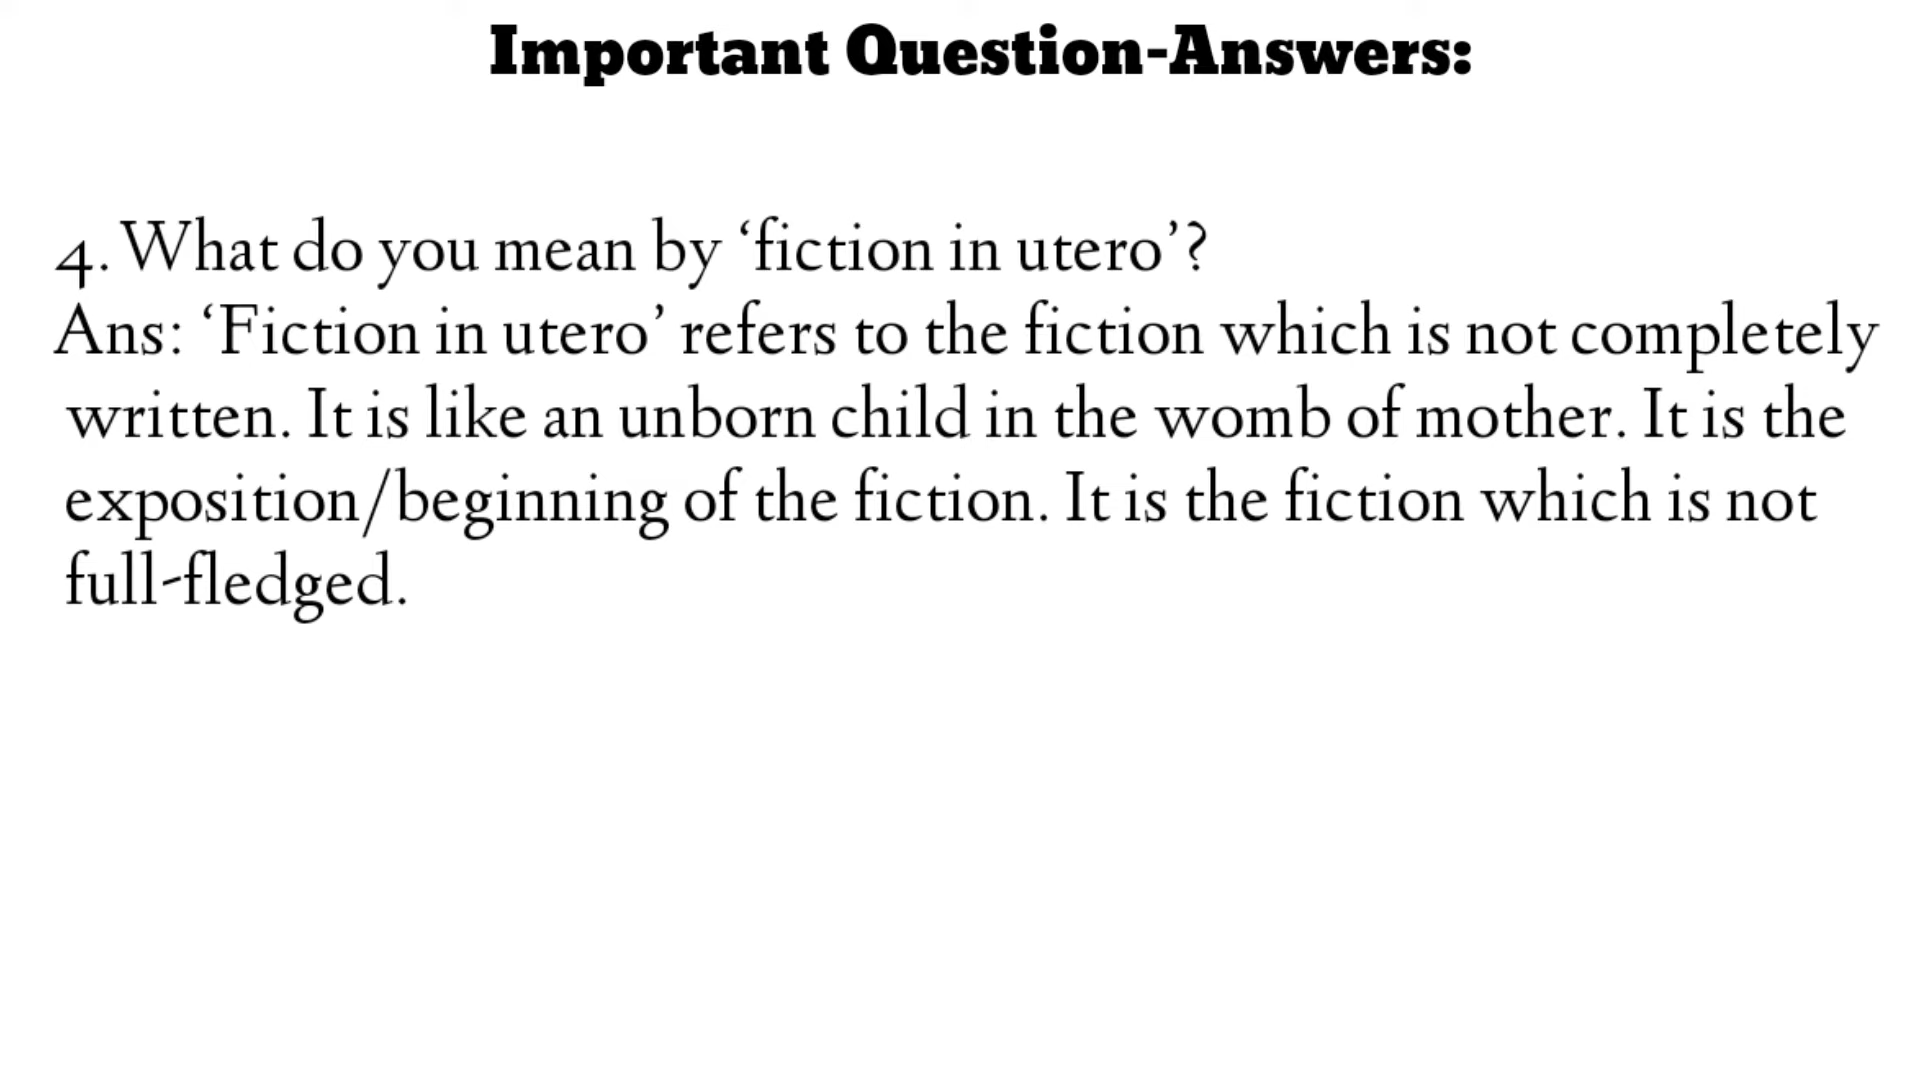 Important Question-Answers:
4. What do you mean by ‘fiction in utero’?
Ans: ‘Fiction in utero’ refers to the fiction which is not completely
written. It is like an unborn child in the womb of mother. It is the
exposition/beginning of the fiction. It is the fiction which is not
full-fledged.